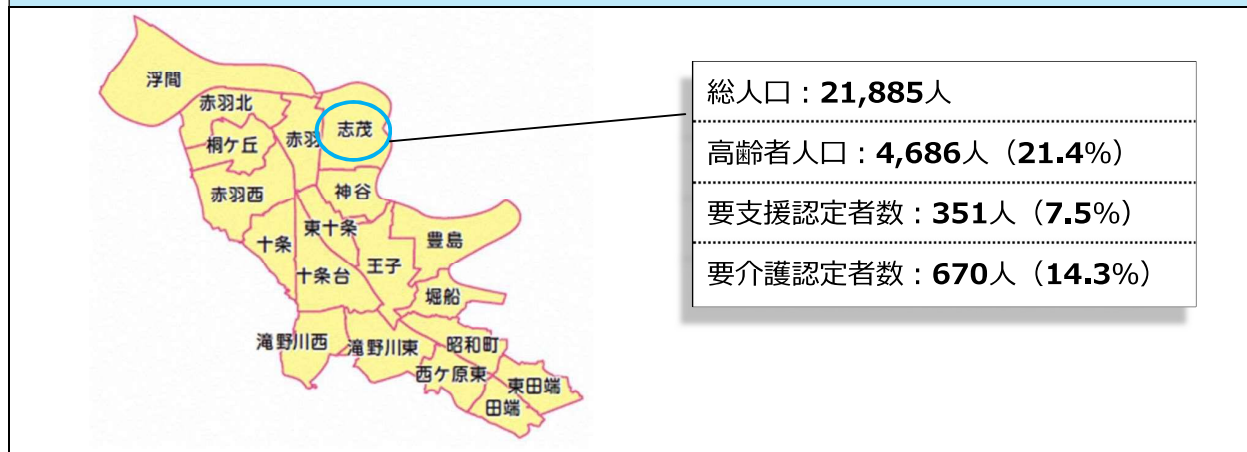 浮間
赤羽北
桐ケ丘
赤羽
志茂
赤羽西
神谷
東十条
十条
豊島
王子
十条台
堀船
滝野川西
滝野川東
昭和町
西ケ原東
東田端
田端
総人口：21,885人
高齢者人口：4,686人（21.4%）
要支援認定者数：351人（7.5%）
要介護認定者数：670人（14.3%）